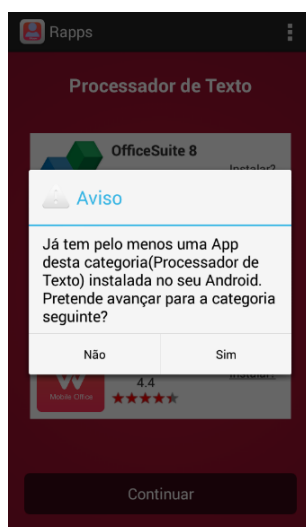 Rapps
Processador de Texto
OfficeSuite 8
Instalar?
Aviso
Já tem pelo menos uma App
desta categoria(Processador de
Texto) instalada no seu Android.
Pretende avançar para a categoria
seguinte?
Não
Sim
4.4
Instalar?
Mobile Office
Continuar